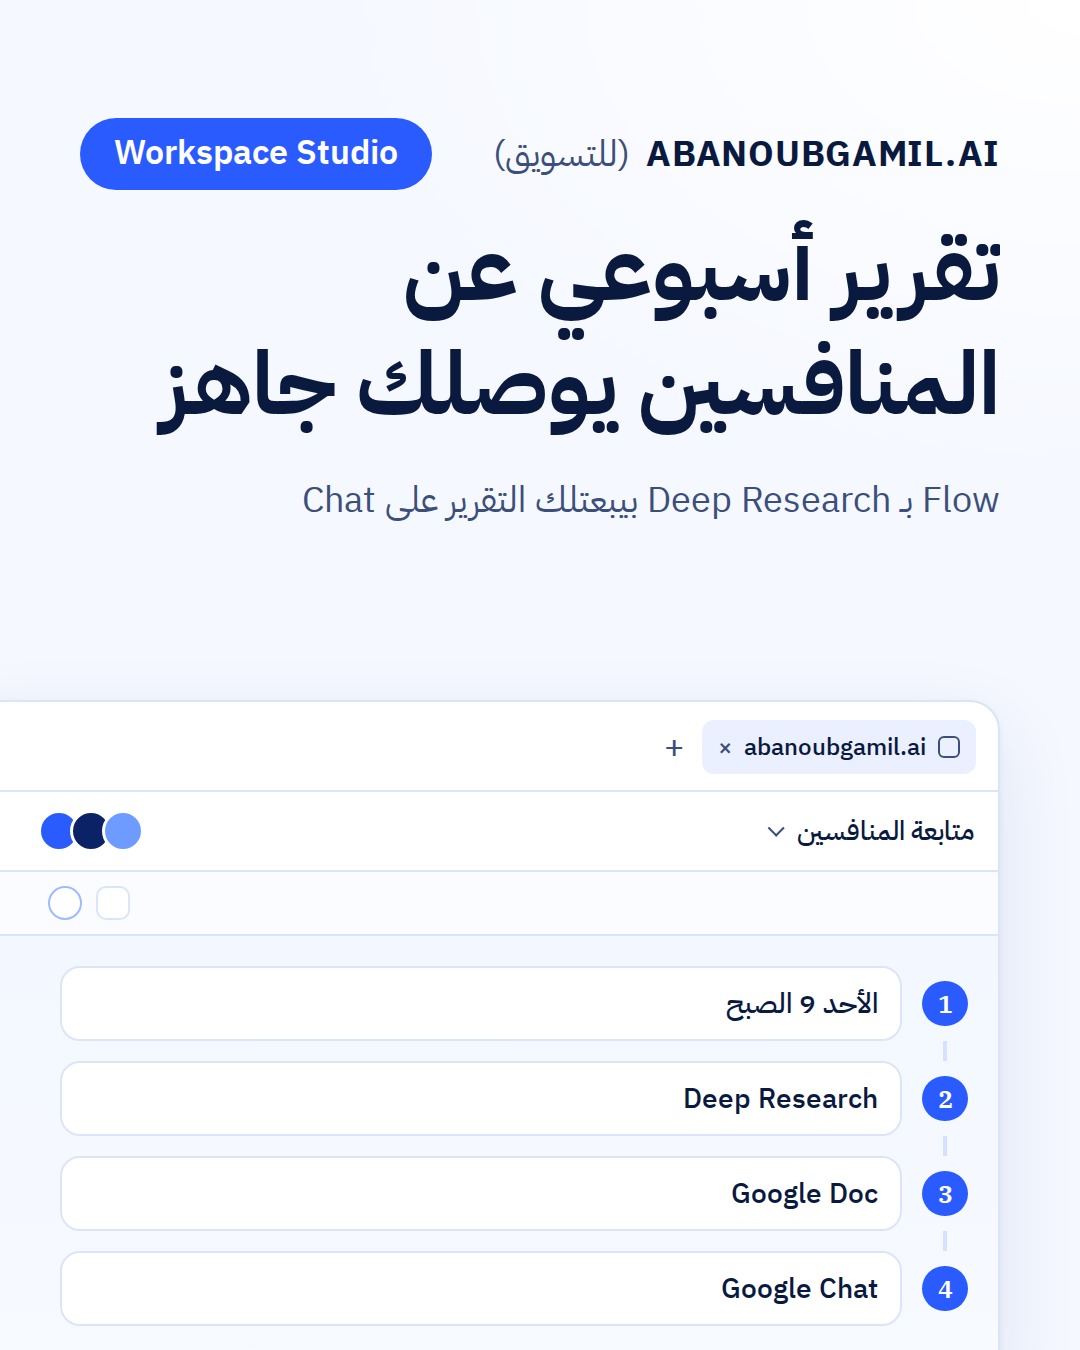 ABANOUBGAMIL.AI (للتسويق)
Workspace Studio
تقرير أسبوعي عن
المنافسين يوصلك جاهز
Flow بـ Deep Research بيبعتلك التقرير على Chat
abanoubgamil.ai × +
متابعة المنافسين
1 الأحد 9 الصبح
2 Deep Research
3 Google Doc
4 Google Chat